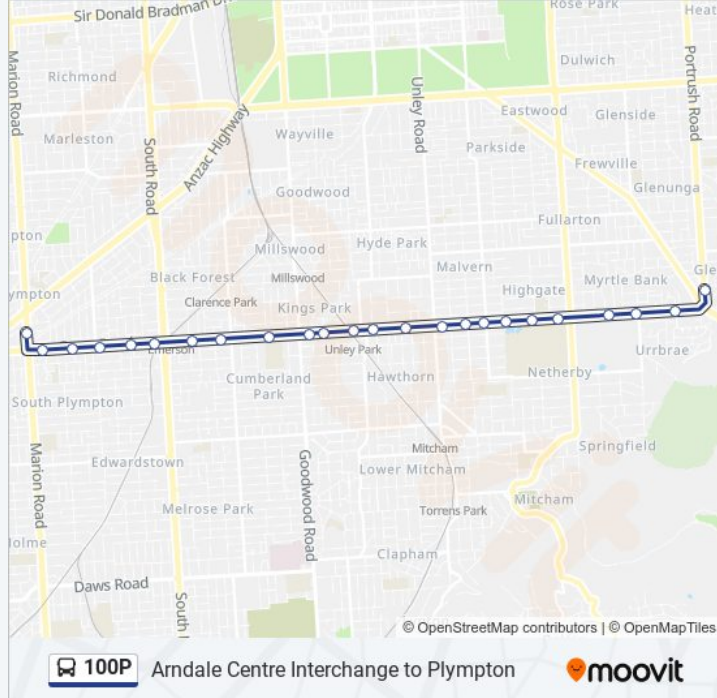 Sir Donald Bradman Dr
Rose Park
Heat
Richmond
Dulwich
Marion Road
Unley Road
Portrush Road
Eastwood
Glenside
Anzac Highway
Wayville
Marleston
South Road
Parkside
Frewville
Goodwood
Glenunga
Fullarton
pton
Millswood
Hyde Park
Malvern
Gle
Black Forest
Millswood
Highgate
Myrtle Bank
ympton
Clarence Park
Kings Park
Emerson
Unley Park
Urrbrae
Cumberland
Park
Hawthorn
Netherby
South Plympton
Marion Road
Mitcham
Springfield
Edwardstown
Goodwood Road
Lower Mitcham
Mitcham
Melrose Park
Torrens Park
Holme
Clapham
Daws Road
South
© OpenStreetMap contributors | © OpenMapTiles
100P Arndale Centre Interchange to Plympton moovit